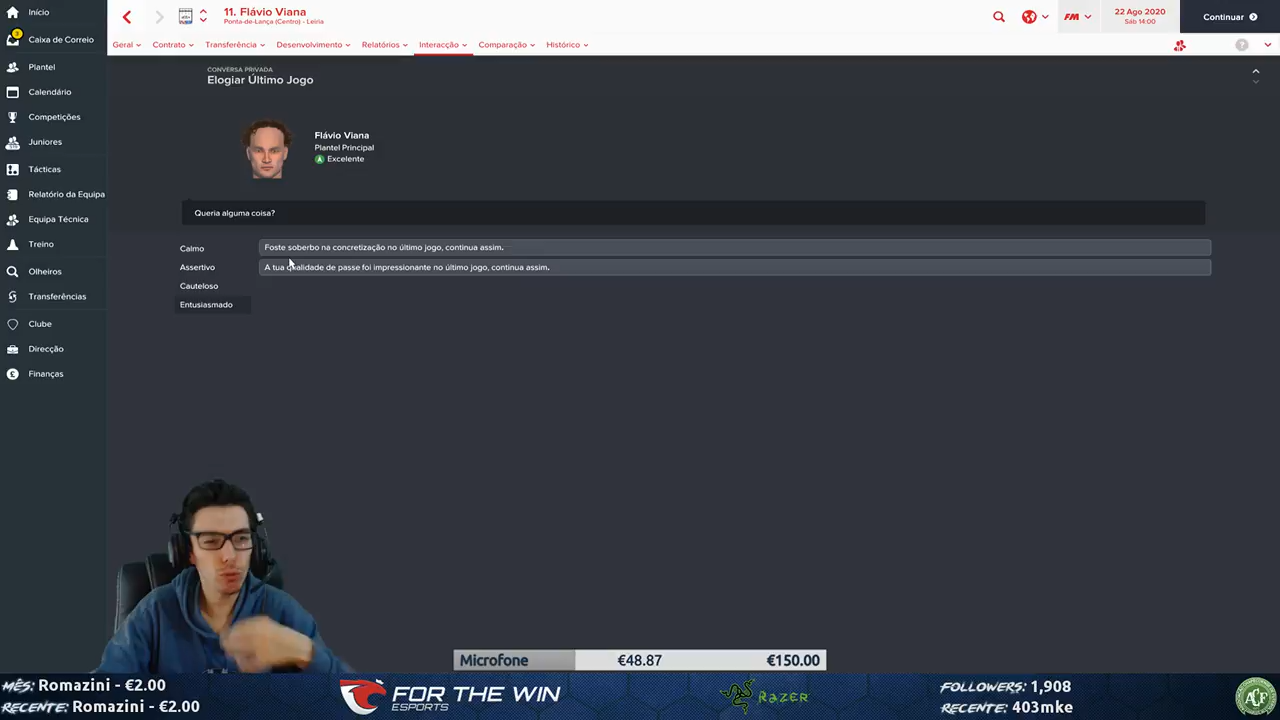 Início
11. Flávio Viana
Ponta-de-Lança (Centro) - Leiria
FM
22 Ago 2020
Sáb 14:00
Continuar
3
Caixa de Correio
Geral
Contrato
Transferência
Desenvolvimento
Relatórios
Interacção
Comparação
Histórico
?
Plantel
Calendário
Competições
Juniores
Tácticas
Relatório da Equipa
Equipa Técnica
Treino
Olheiros
Transferências
Clube
Direcção
Finanças
CONVERSA PRIVADA
Elogiar Último Jogo
Flávio Viana
Plantel Principal
A Excelente
Queria alguma coisa?
Calmo
Assertivo
Cauteloso
Entusiasmado
Foste soberbo na concretização no último jogo, continua assim.
A tua qualidade de passe foi impressionante no último jogo, continua assim.
Microfone €48.87 €150.00
MÊS: Romazini - €2.00
RECENTE: Romazini - €2.00
FOR THE WIN
ESPORTS
RAZER
FOLLOWERS: 1,908
RECENTE: 403mke
ACF